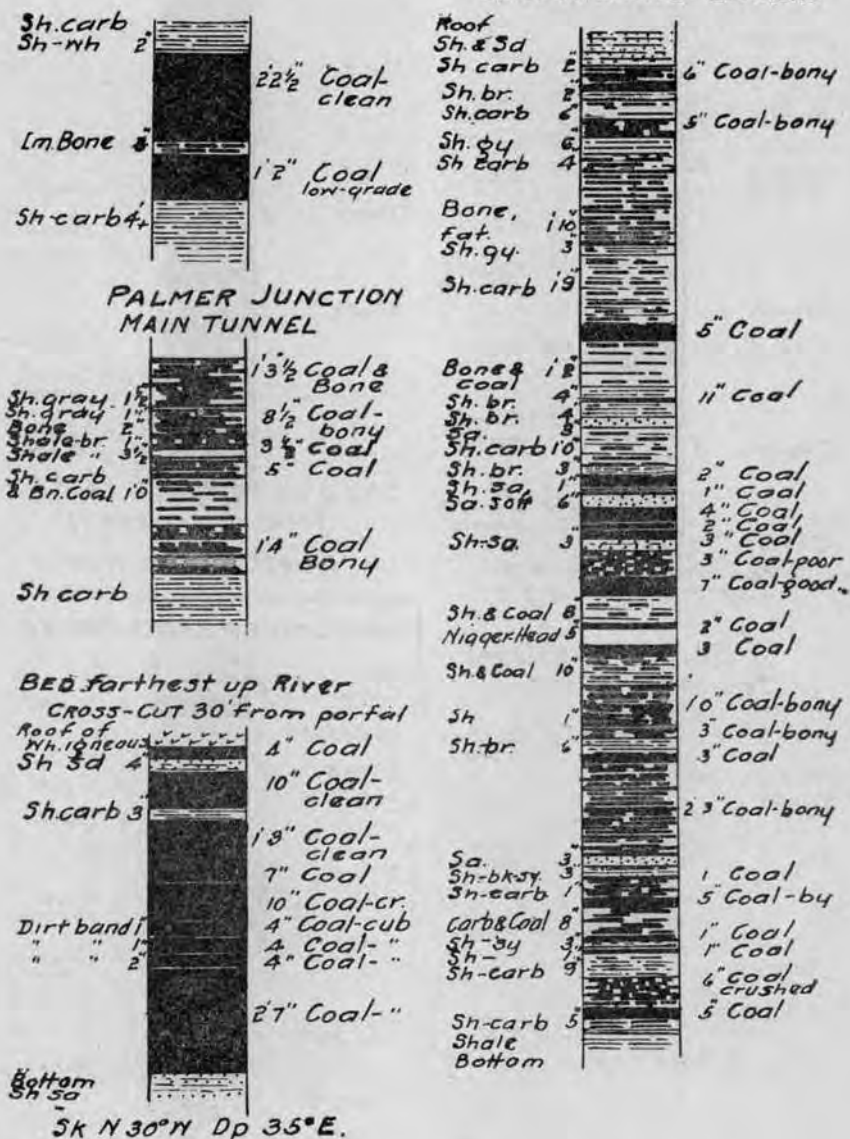 Sh.carb
Sh-wh 2"
2'2½" Coal-
clean
Im.Bone 3"
1'2" Coal
low-grade
Sh-carb 4'+
PALMER JUNCTION
MAIN TUNNEL
1'3½" Coal &
Bone
Sh.gray 1½"
Sh.gray 1"
Bone 2"
Shale-br. 1"
Shale " 3½"
8½" Coal-
bony
Coal
5" Coal
Sh.carb
& Bn.Coal 1'0"
1'4" Coal
Bony
Sh carb
BED farthest up River
CROSS-CUT 30' from portal
Roof of
Wh.igneous
Sh sd 4"
4" Coal
10" Coal-
clean
Sh.carb 3"
1'3" Coal-
clean
7" Coal
10" Coal-cr.
Dirt band 1"
4" Coal-cub
" " 1"
4 Coal- "
" " 2"
4" Coal- "
2'7" Coal- "
Bottom
Sh sa
Sk N 30° W Dp 35° E.
Roof
Sh.& Sd
Sh carb 2"
6" Coal-bony
Sh.br. 2"
Sh.carb 6"
5" Coal-bony
Sh.gy 6"
Sh carb 4
Bone,
fat. 1'10"
Sh.gy. 3"
Sh.carb 1'9"
5" Coal
Bone &
coal
Sh.br. 4"
11" Coal
Sh.br. 4"
Sa. 3"
Sh.carb 1'0"
Sh.br. 3"
2" Coal
Sh.sa, 1"
1" Coal
Sa.soft 6"
4" Coal,
2" Coal,
3" Coal
Sh-sa. 3"
3" Coal-poor
7" Coal-good.
Sh.& Coal 8"
2" Coal
Nigger Head 5"
3 Coal
Sh.& Coal 10"
10" Coal-bony
Sh 1"
3" Coal-bony
Sh-br. 6"
3" Coal
2 3" Coal-bony
Sa. 3"
Sh-bk-sy. 3"
1 Coal
Sh-carb 1"
5" Coal-by
Carb & Coal 8"
1" Coal
Sh-sy 3"
1" Coal
Sh- 1"
Sh-carb 9"
6" Coal
crushed
5" Coal
Sh-carb 5"
Shale
Bottom